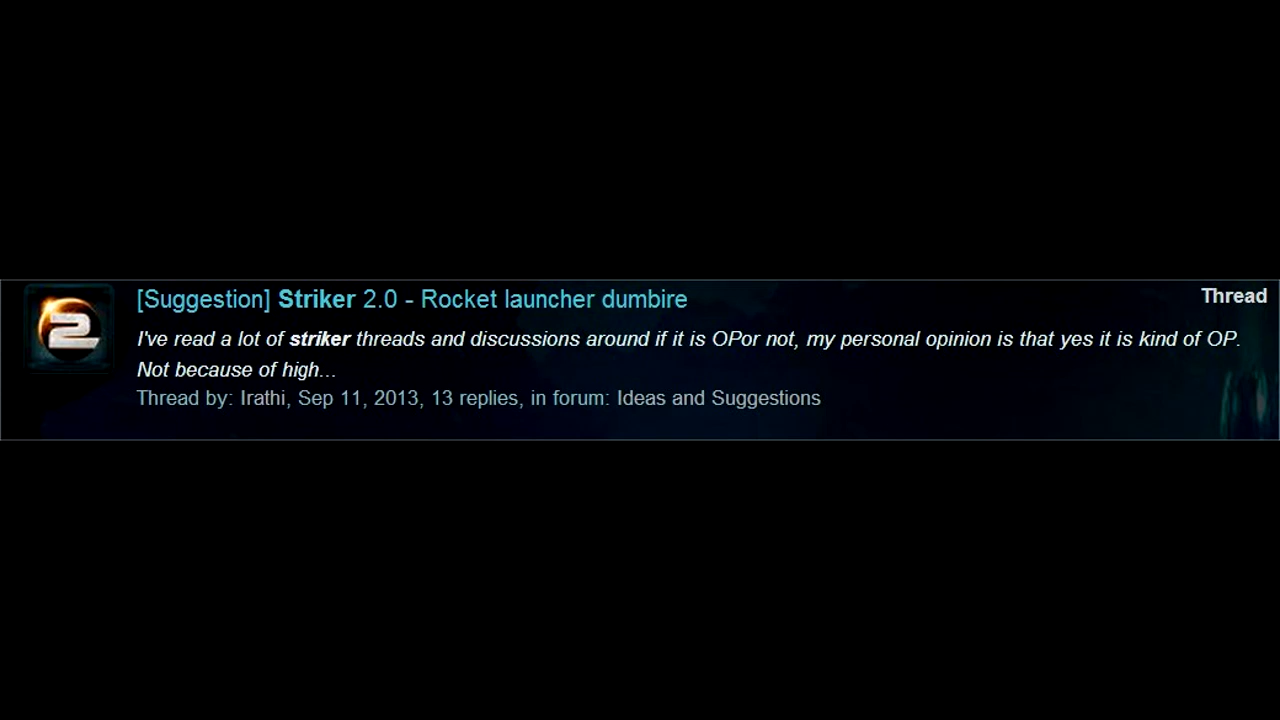 [Suggestion] Striker 2.0 - Rocket launcher dumbire
Thread
I've read a lot of striker threads and discussions around if it is OPor not, my personal opinion is that yes it is kind of OP.
Not because of high...
Thread by: Irathi, Sep 11, 2013, 13 replies, in forum: Ideas and Suggestions
2